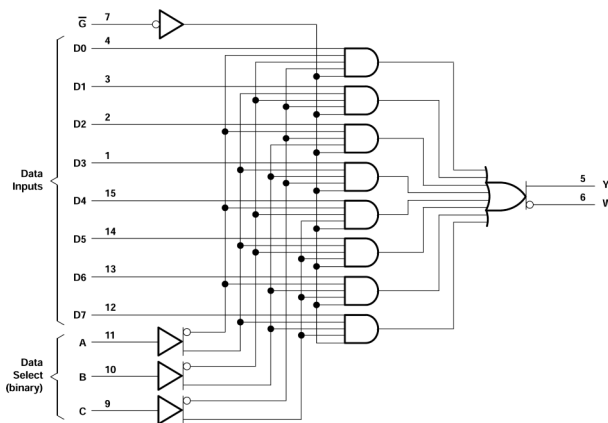 G̅ 7
D0 4
D1 3
D2 2
D3 1
D4 15
D5 14
D6 13
D7 12
Data
Inputs
A 11
B 10
C 9
Data
Select
(binary)
5 Y
6 W